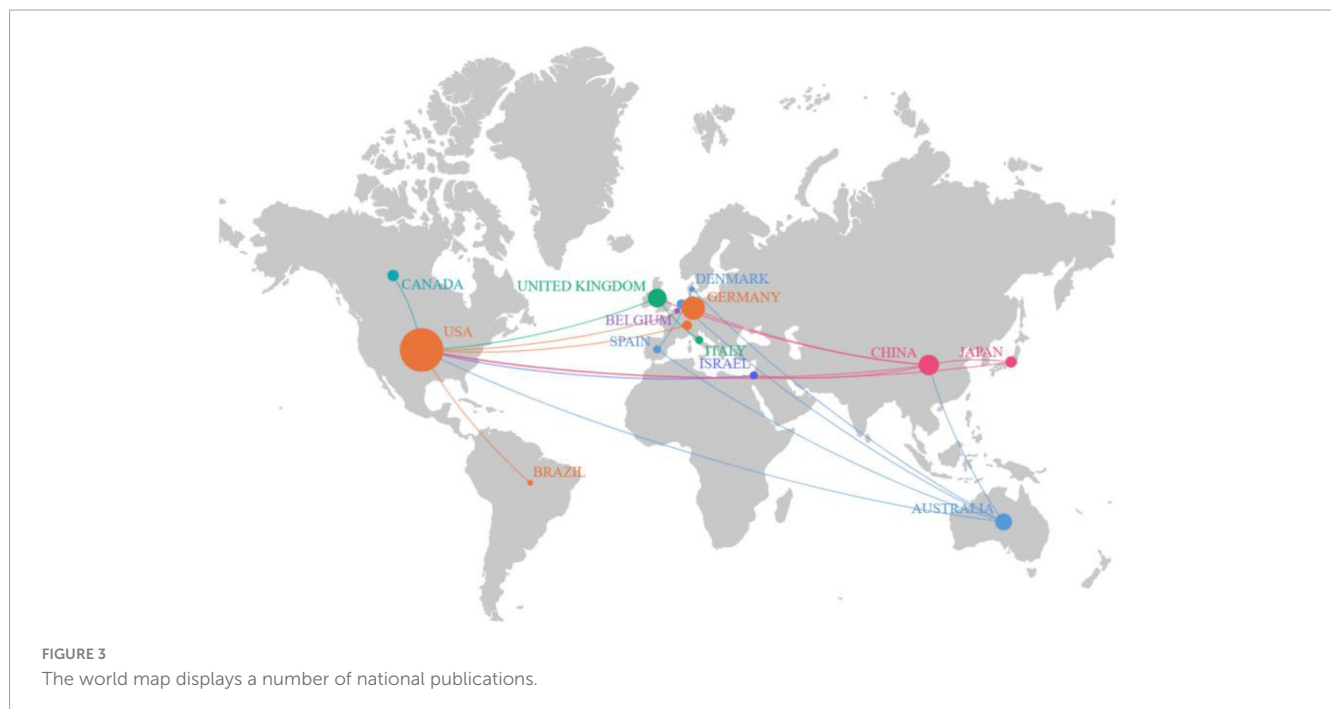 DENMARK
CANADA
UNITED KINGDOM
GERMANY
BELGIUM
USA
SPAIN
ITALY
CHINA
JAPAN
ISRAEL
BRAZIL
AUSTRALIA
FIGURE 3
The world map displays a number of national publications.